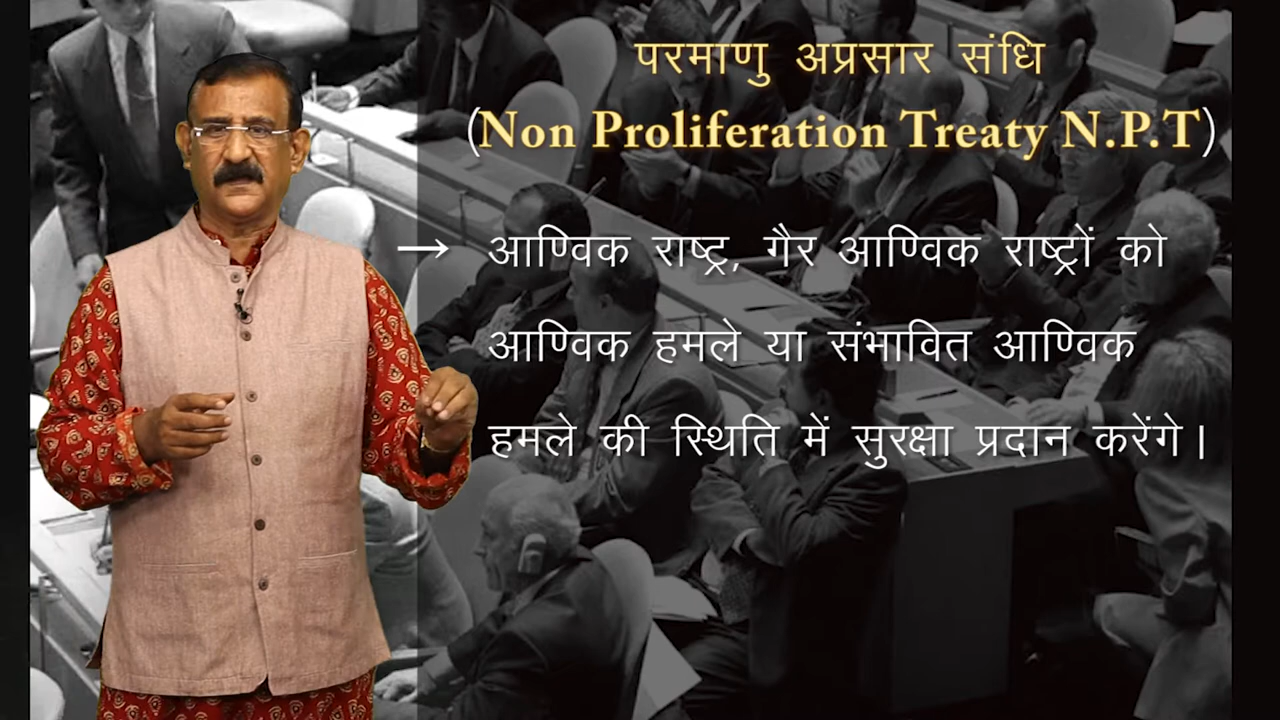 परमाणु अप्रसार संधि
(Non Proliferation Treaty N.P.T)
→ आण्विक राष्ट्र, गैर आण्विक राष्ट्रों को
आण्विक हमले या संभावित आण्विक
हमले की स्थिति में सुरक्षा प्रदान करेंगे।